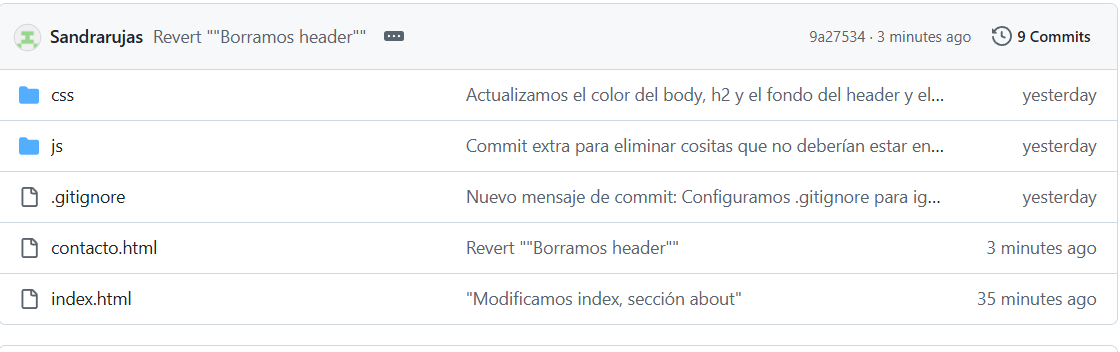 Sandrarujas Revert ""Borramos header"" 9a27534 · 3 minutes ago 9 Commits
css Actualizamos el color del body, h2 y el fondo del header y el... yesterday
js Commit extra para eliminar cositas que no deberían estar en... yesterday
.gitignore Nuevo mensaje de commit: Configuramos .gitignore para ig... yesterday
contacto.html Revert ""Borramos header"" 3 minutes ago
index.html "Modificamos index, sección about" 35 minutes ago